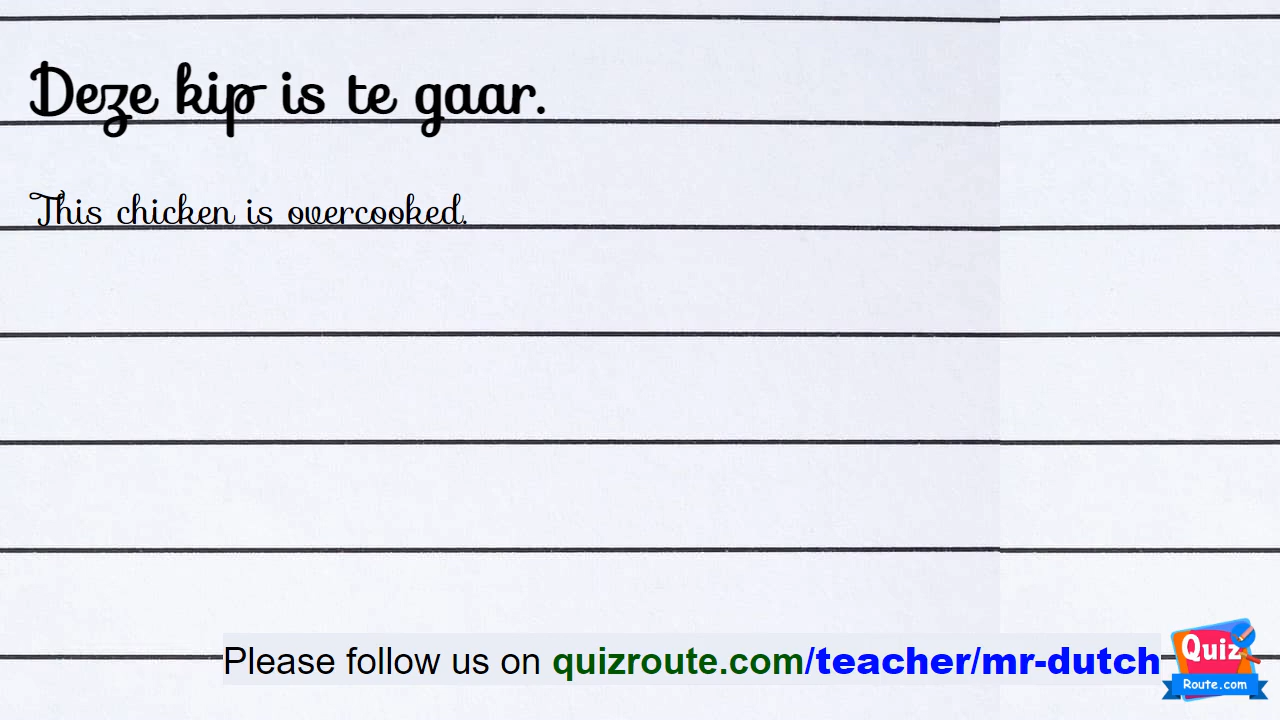 Deze kip is te gaar.
This chicken is overcooked.
Please follow us on quizroute.com/teacher/mr-dutch
Quiz
Route.com